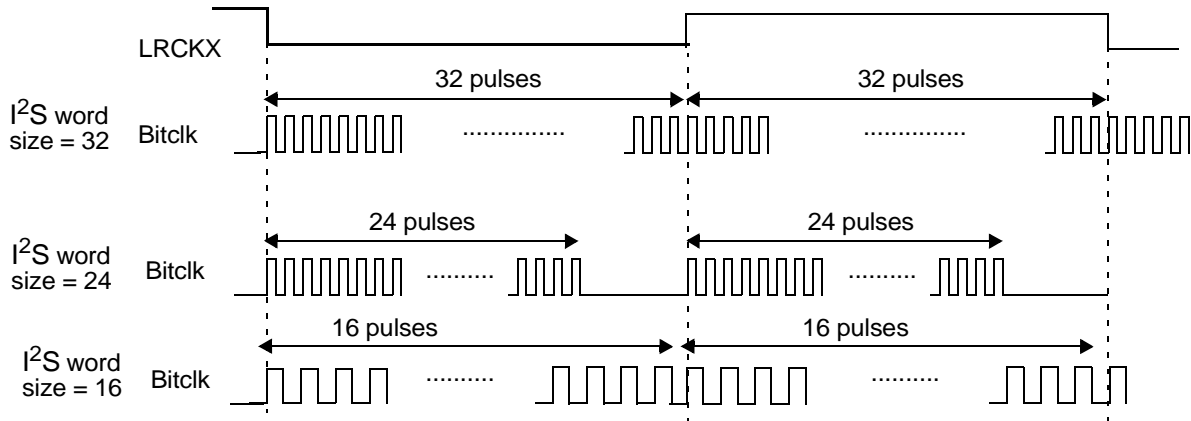 LRCKX
32 pulses 32 pulses
I²S word
size = 32
Bitclk
...............
...............
24 pulses 24 pulses
I²S word
size = 24
Bitclk
..........
..........
16 pulses 16 pulses
I²S word
size = 16
Bitclk
..........
..........